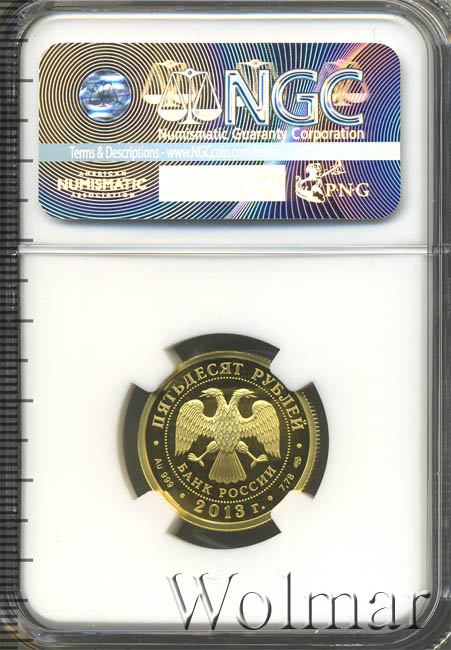 NGC
Numismatic Guaranty Corporation
Terms & Descriptions - www.NGCcoin.com
AMERICAN
NUMISMATIC
ASSOCIATION
PNG
• ПЯТЬДЕСЯТ РУБЛЕЙ •
БАНК РОССИИ
Au 999 • 2013 г. • 7,78
Wolmar